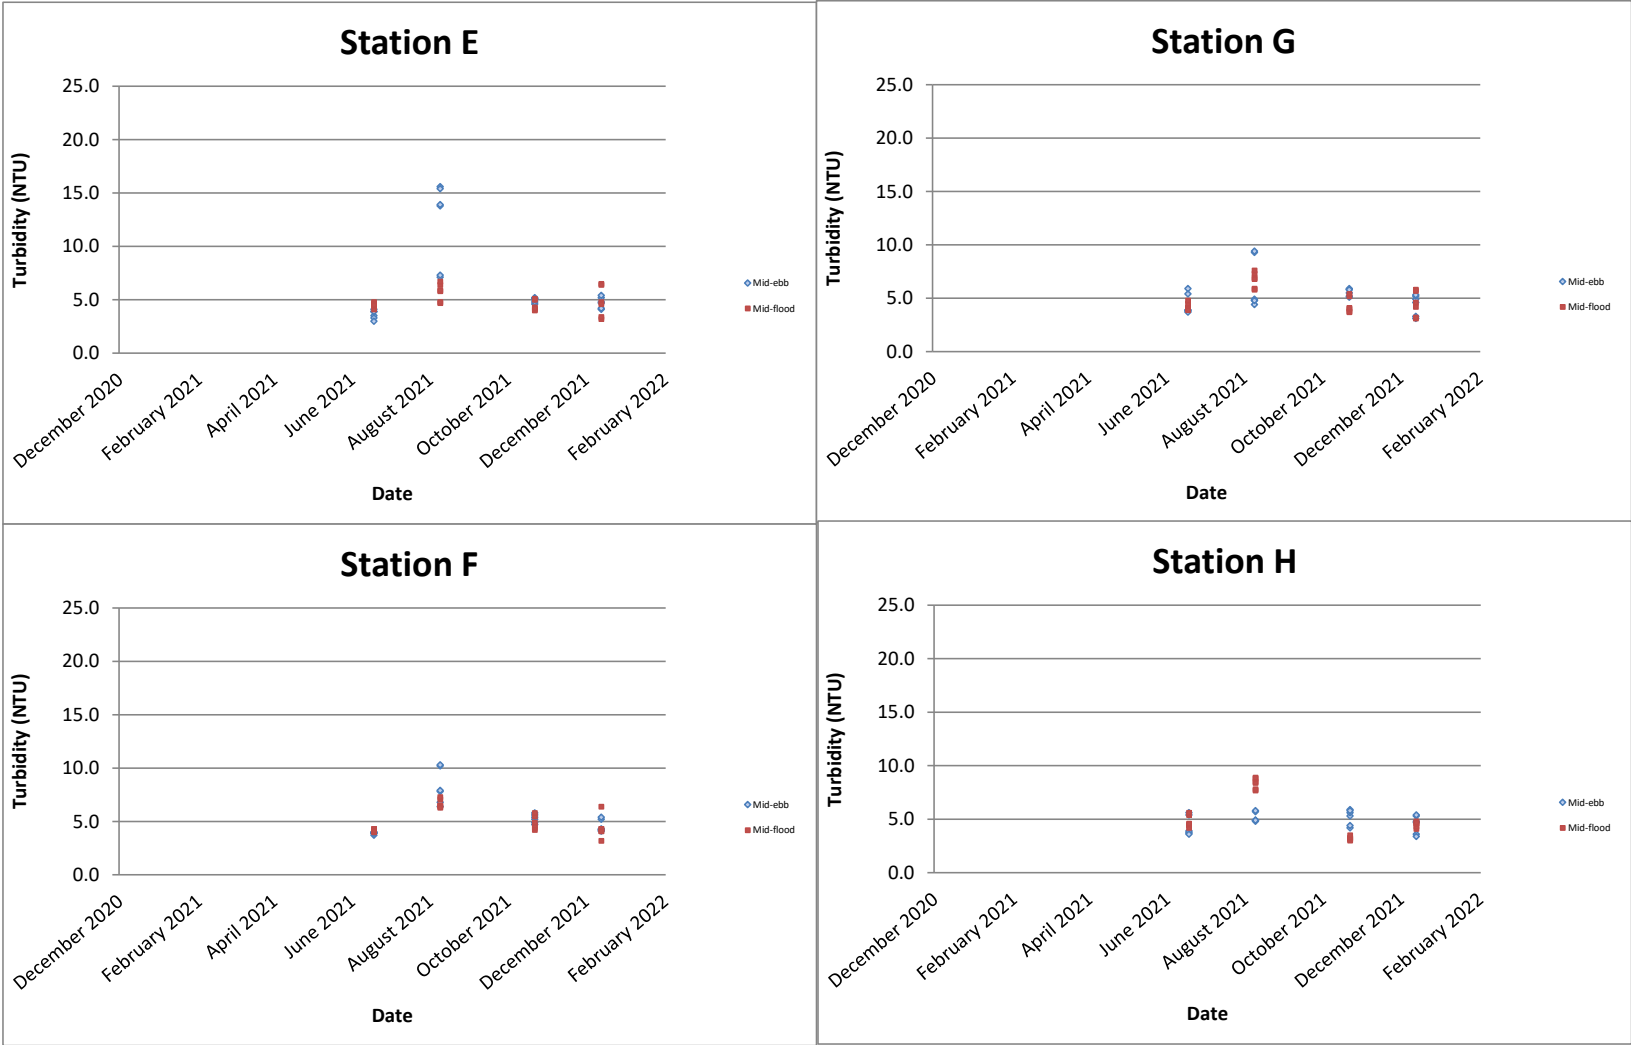 Station E
25.0
20.0
15.0
10.0
5.0
0.0
Turbidity (NTU)
December 2020
February 2021
April 2021
June 2021
August 2021
October 2021
December 2021
February 2022
Date
Mid-ebb
Mid-flood
Station G
25.0
20.0
15.0
10.0
5.0
0.0
Turbidity (NTU)
December 2020
February 2021
April 2021
June 2021
August 2021
October 2021
December 2021
February 2022
Date
Mid-ebb
Mid-flood
Station F
25.0
20.0
15.0
10.0
5.0
0.0
Turbidity (NTU)
December 2020
February 2021
April 2021
June 2021
August 2021
October 2021
December 2021
February 2022
Date
Mid-ebb
Mid-flood
Station H
25.0
20.0
15.0
10.0
5.0
0.0
Turbidity (NTU)
December 2020
February 2021
April 2021
June 2021
August 2021
October 2021
December 2021
February 2022
Date
Mid-ebb
Mid-flood